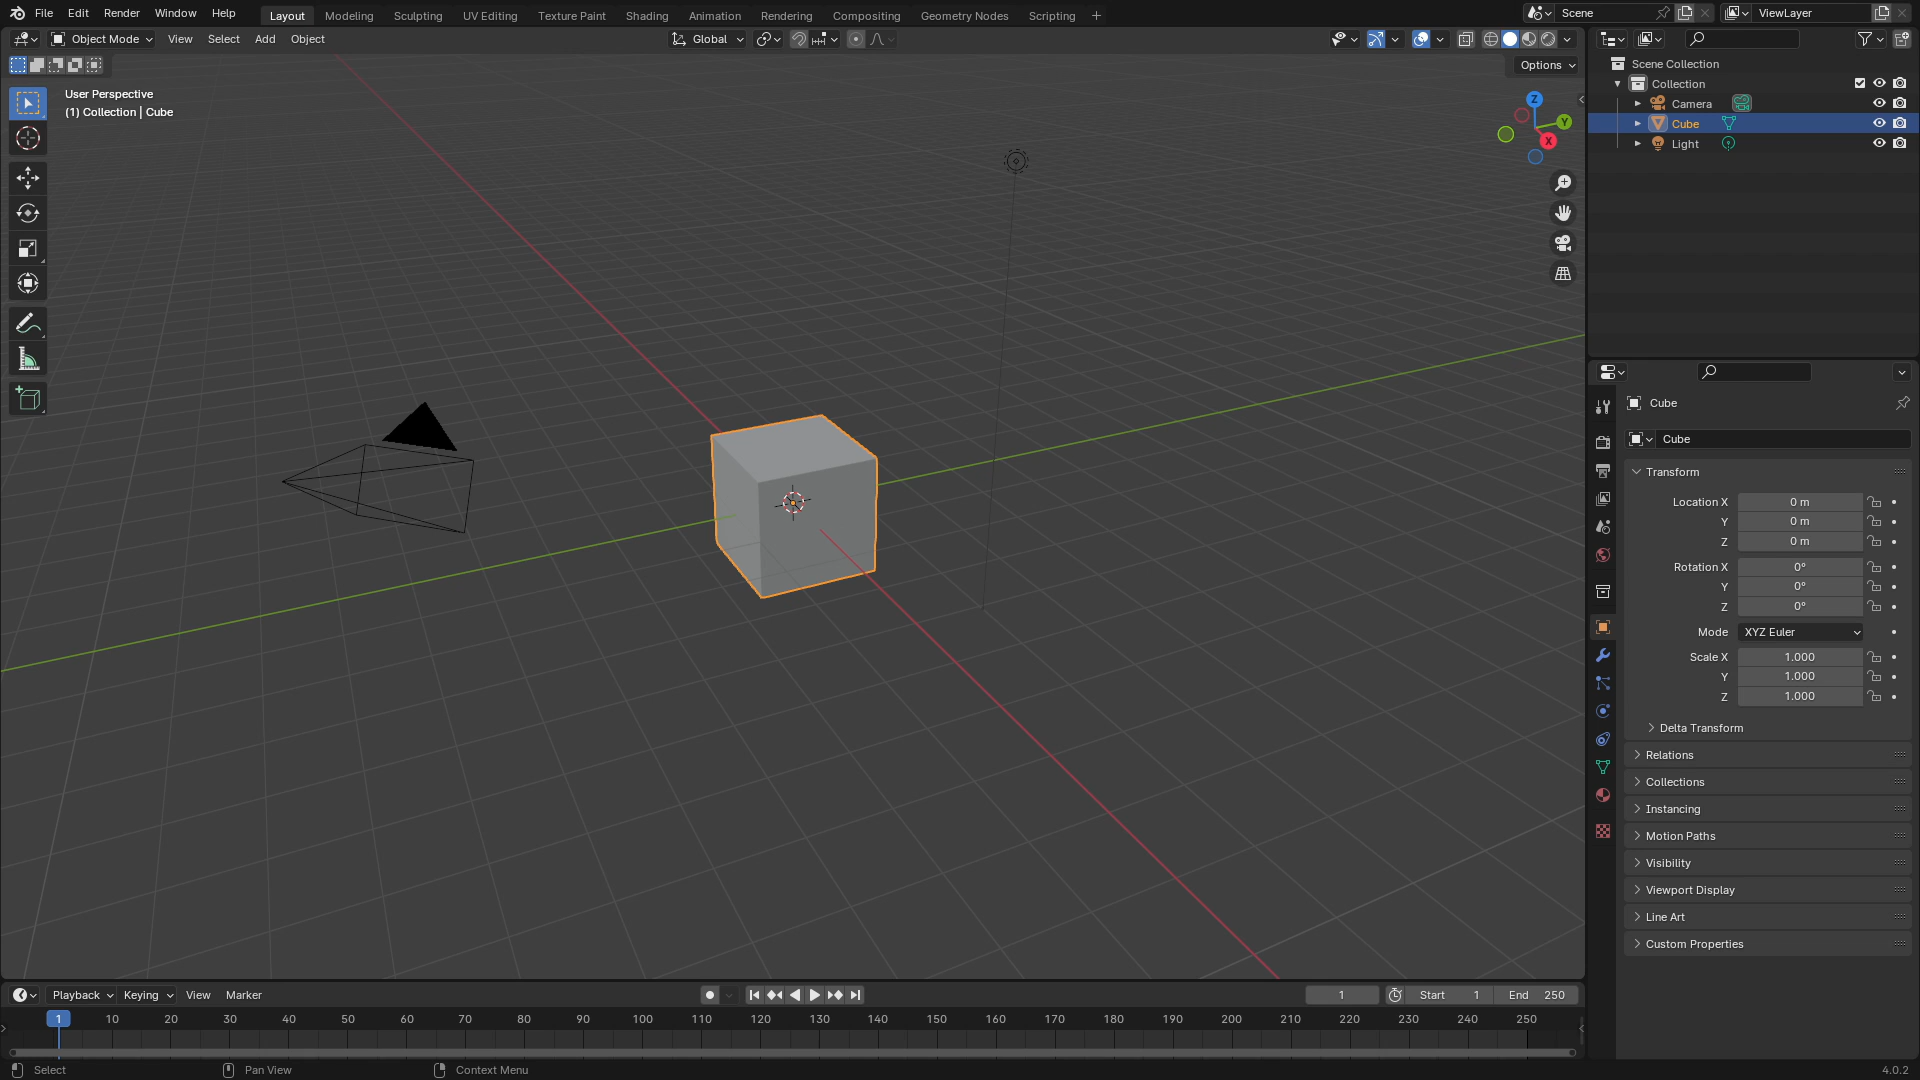 File Edit Render Window Help Layout Modeling Sculpting UV Editing Texture Paint Shading Animation Rendering Compositing Geometry Nodes Scripting + Scene ViewLayer
Object Mode View Select Add Object Global
Options
User Perspective
(1) Collection | Cube
Z
Y
X
Scene Collection
Collection
Camera
Cube
Light
Cube
Cube
Transform
Location X 0 m
Y 0 m
Z 0 m
Rotation X 0°
Y 0°
Z 0°
Mode XYZ Euler
Scale X 1.000
Y 1.000
Z 1.000
Delta Transform
Relations
Collections
Instancing
Motion Paths
Visibility
Viewport Display
Line Art
Custom Properties
Playback Keying View Marker 1 Start 1 End 250
1 10 20 30 40 50 60 70 80 90 100 110 120 130 140 150 160 170 180 190 200 210 220 230 240 250
Select Pan View Context Menu 4.0.2